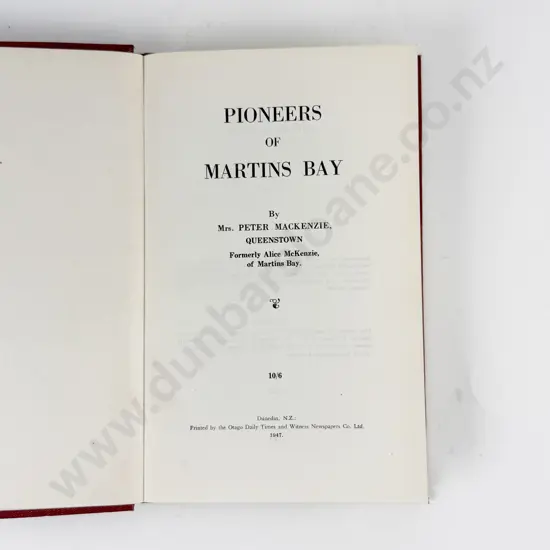 PIONEERS
OF
MARTINS BAY
By
Mrs. PETER MACKENZIE,
QUEENSTOWN
Formerly Alice McKenzie,
of Martins Bay.
10/6
Dunedin, N.Z.:
Printed by the Otago Daily Times and Witness Newspapers Co. Ltd.
1947.
www.dunbarsloane.co.nz